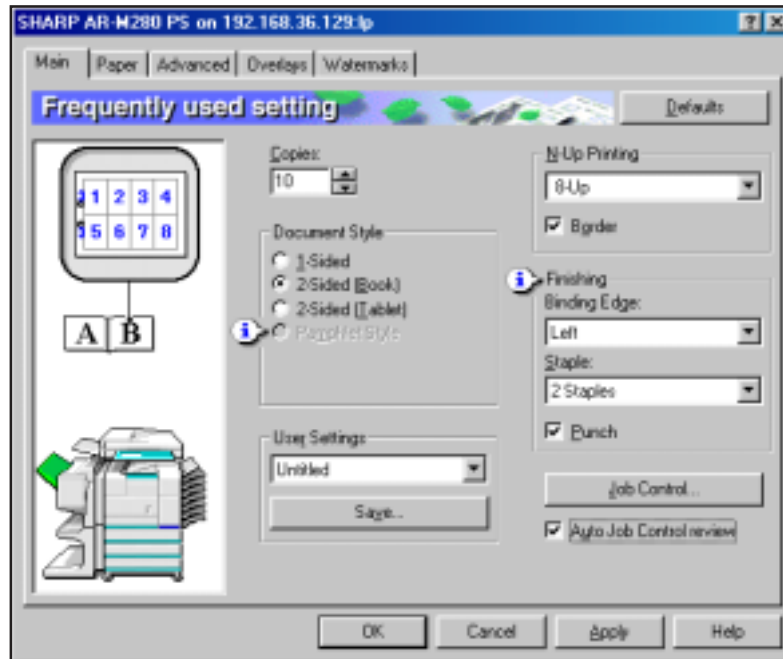 SHARP AR-M280 PS on 192.168.36.129:lp
Main Paper Advanced Overlays Watermarks
Frequently used setting
Defaults
1 2 3 4
5 6 7 8
A B
Copies:
10
Document Style
1-Sided
2-Sided (Book)
2-Sided (Tablet)
Pamphlet Style
User Settings
Untitled
Save...
N-Up Printing
8-Up
Border
Finishing
Binding Edge:
Left
Staple:
2 Staples
Punch
Job Control...
Auto Job Control review
OK Cancel Apply Help